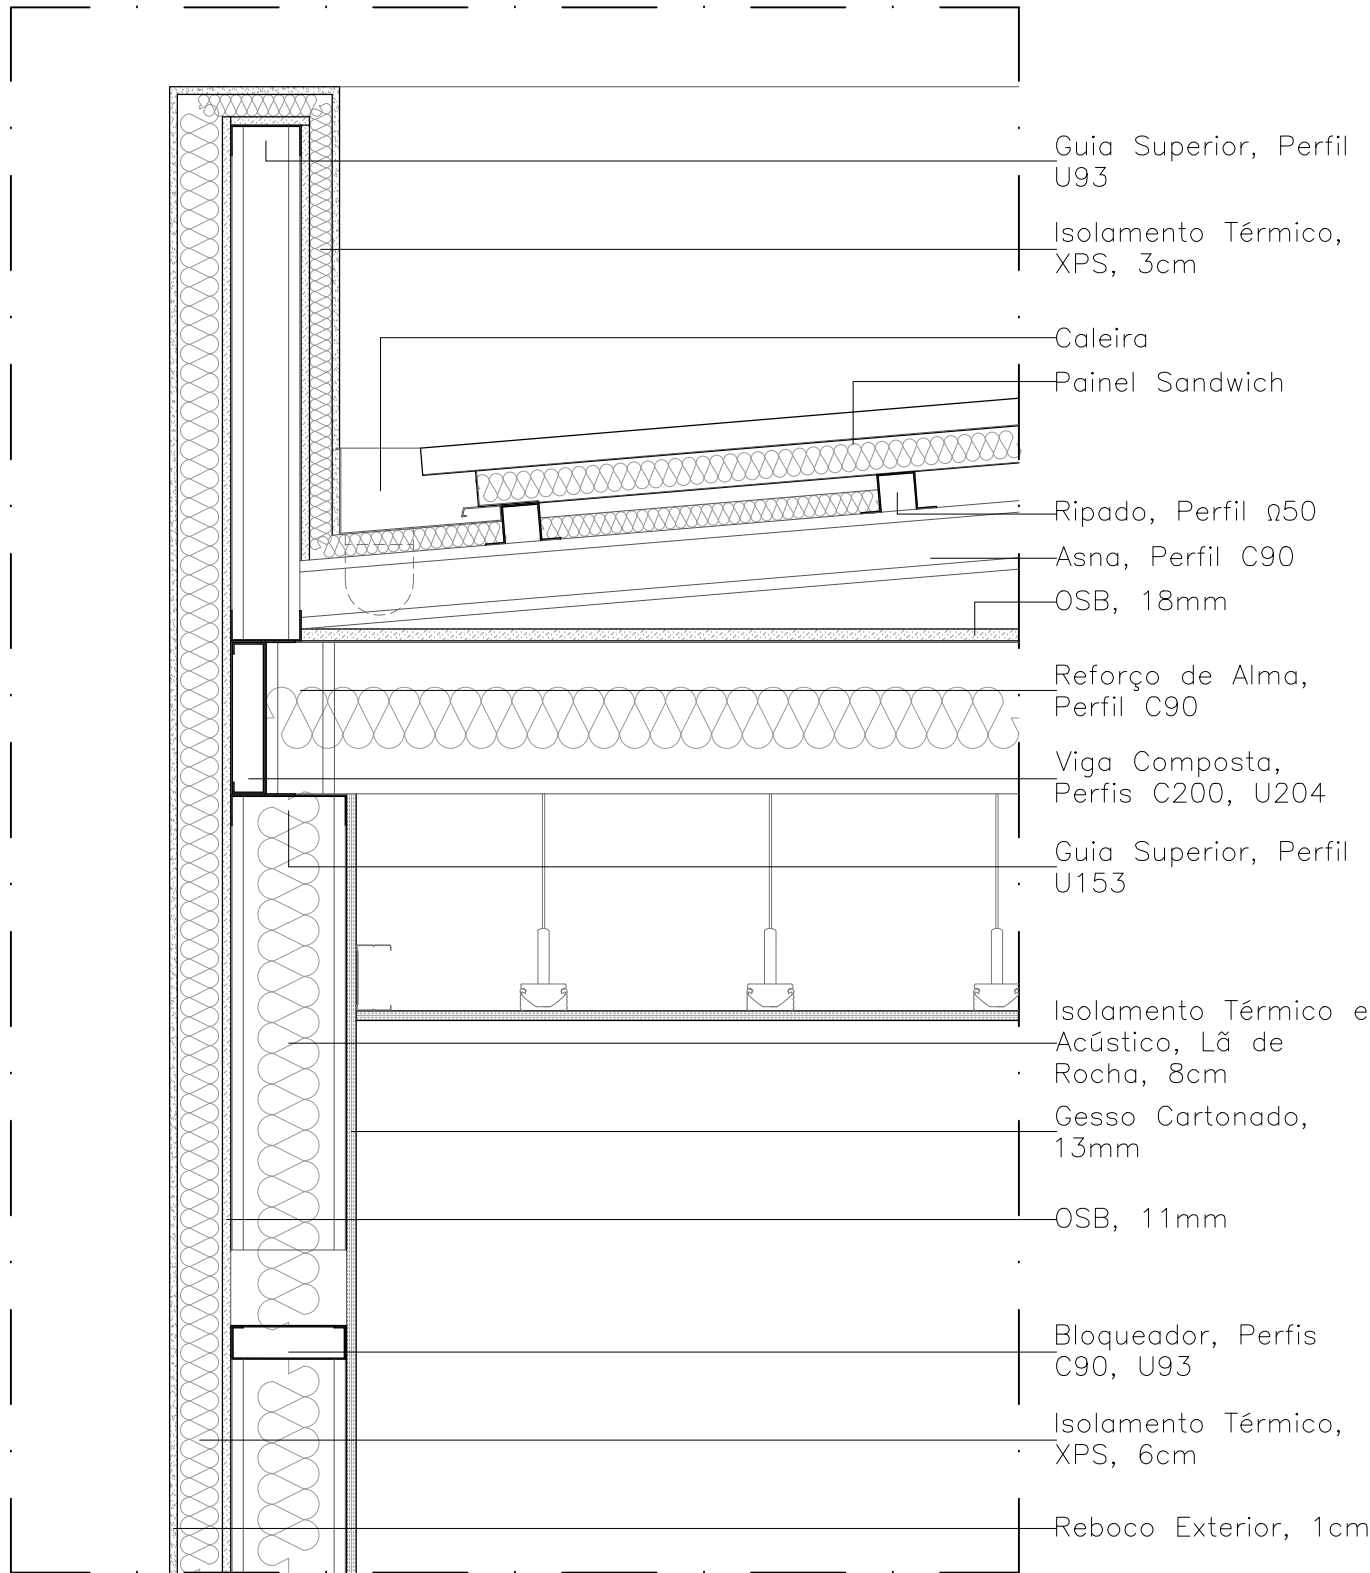 Guia Superior, Perfil
U93
Isolamento Térmico,
XPS, 3cm
Caleira
Painel Sandwich
Ripado, Perfil Ω50
Asna, Perfil C90
OSB, 18mm
Reforço de Alma,
Perfil C90
Viga Composta,
Perfis C200, U204
Guia Superior, Perfil
U153
Isolamento Térmico e
Acústico, Lã de
Rocha, 8cm
Gesso Cartonado,
13mm
OSB, 11mm
Bloqueador, Perfis
C90, U93
Isolamento Térmico,
XPS, 6cm
Reboco Exterior, 1cm